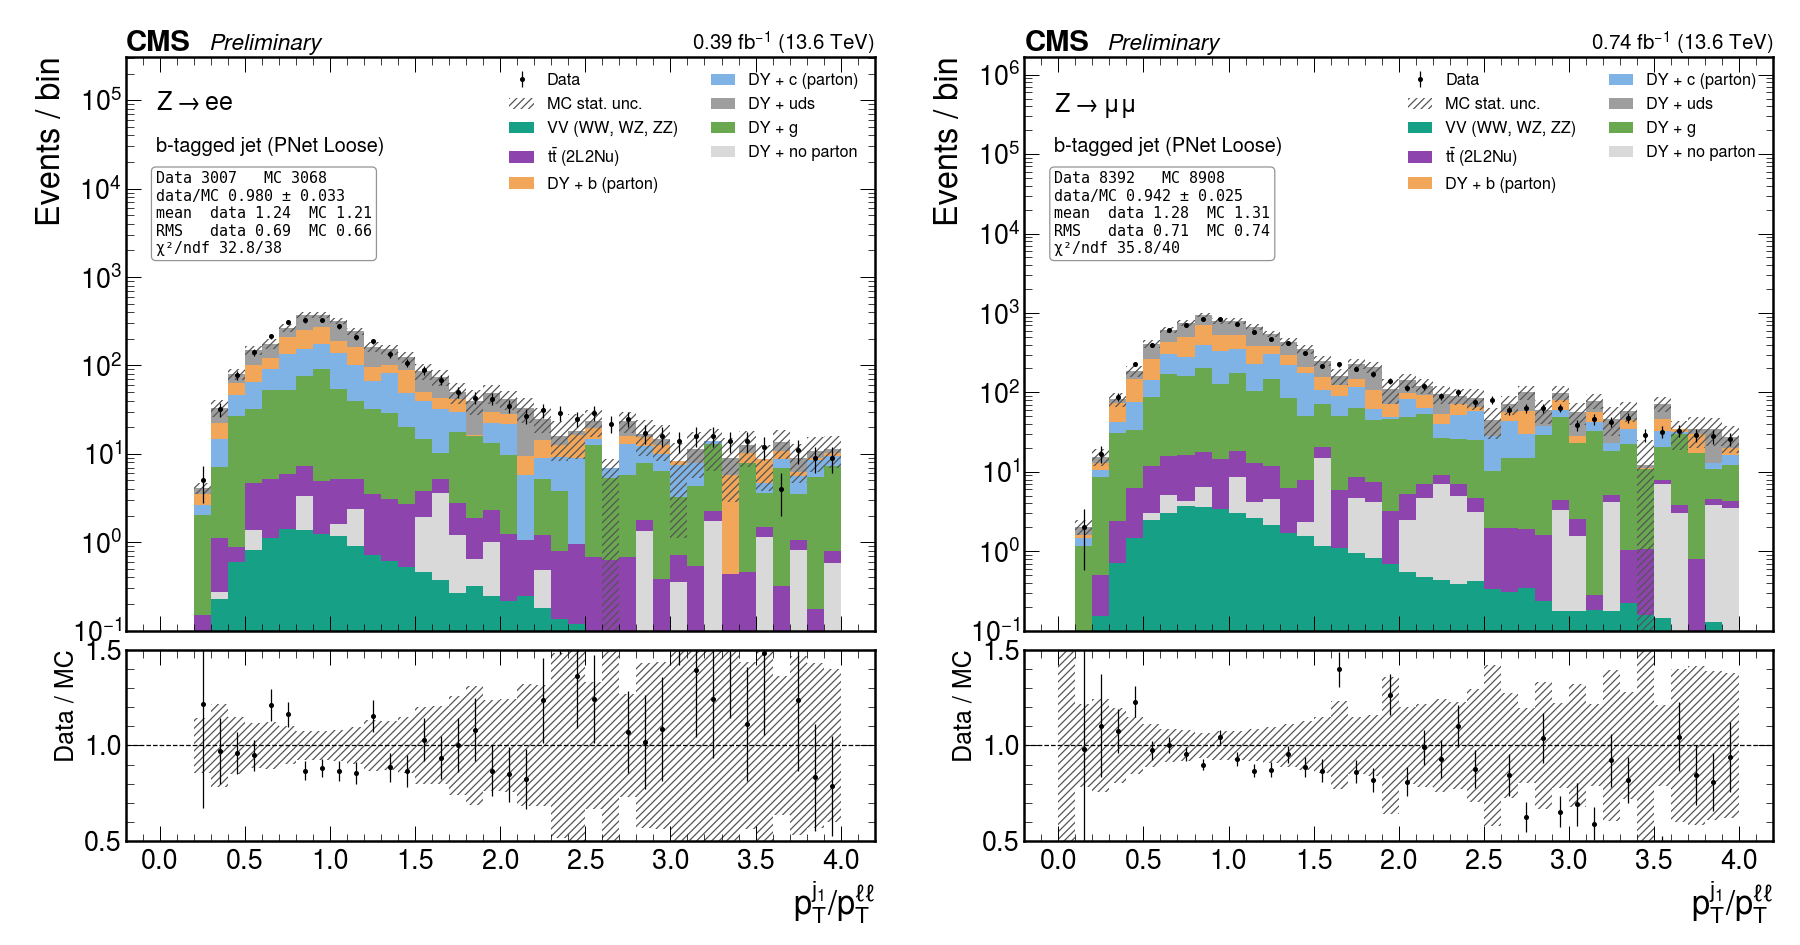 CMS Preliminary 0.39 fb⁻¹ (13.6 TeV)
Events / bin
10⁵
10⁴
10³
10²
10¹
10⁰
10⁻¹
Z → ee
b-tagged jet (PNet Loose)
Data 3007 MC 3068
data/MC 0.980 ± 0.033
mean data 1.24 MC 1.21
RMS data 0.69 MC 0.66
χ²/ndf 32.8/38
Data
MC stat. unc.
VV (WW, WZ, ZZ)
tt̄ (2L2Nu)
DY + b (parton)
DY + c (parton)
DY + uds
DY + g
DY + no parton
Data / MC
1.5
1.0
0.5
0.0 0.5 1.0 1.5 2.0 2.5 3.0 3.5 4.0
p_T^{j₁}/p_T^{ℓℓ}
CMS Preliminary 0.74 fb⁻¹ (13.6 TeV)
Events / bin
10⁶
10⁵
10⁴
10³
10²
10¹
10⁰
10⁻¹
Z → μμ
b-tagged jet (PNet Loose)
Data 8392 MC 8908
data/MC 0.942 ± 0.025
mean data 1.28 MC 1.31
RMS data 0.71 MC 0.74
χ²/ndf 35.8/40
Data
MC stat. unc.
VV (WW, WZ, ZZ)
tt̄ (2L2Nu)
DY + b (parton)
DY + c (parton)
DY + uds
DY + g
DY + no parton
Data / MC
1.5
1.0
0.5
0.0 0.5 1.0 1.5 2.0 2.5 3.0 3.5 4.0
p_T^{j₁}/p_T^{ℓℓ}